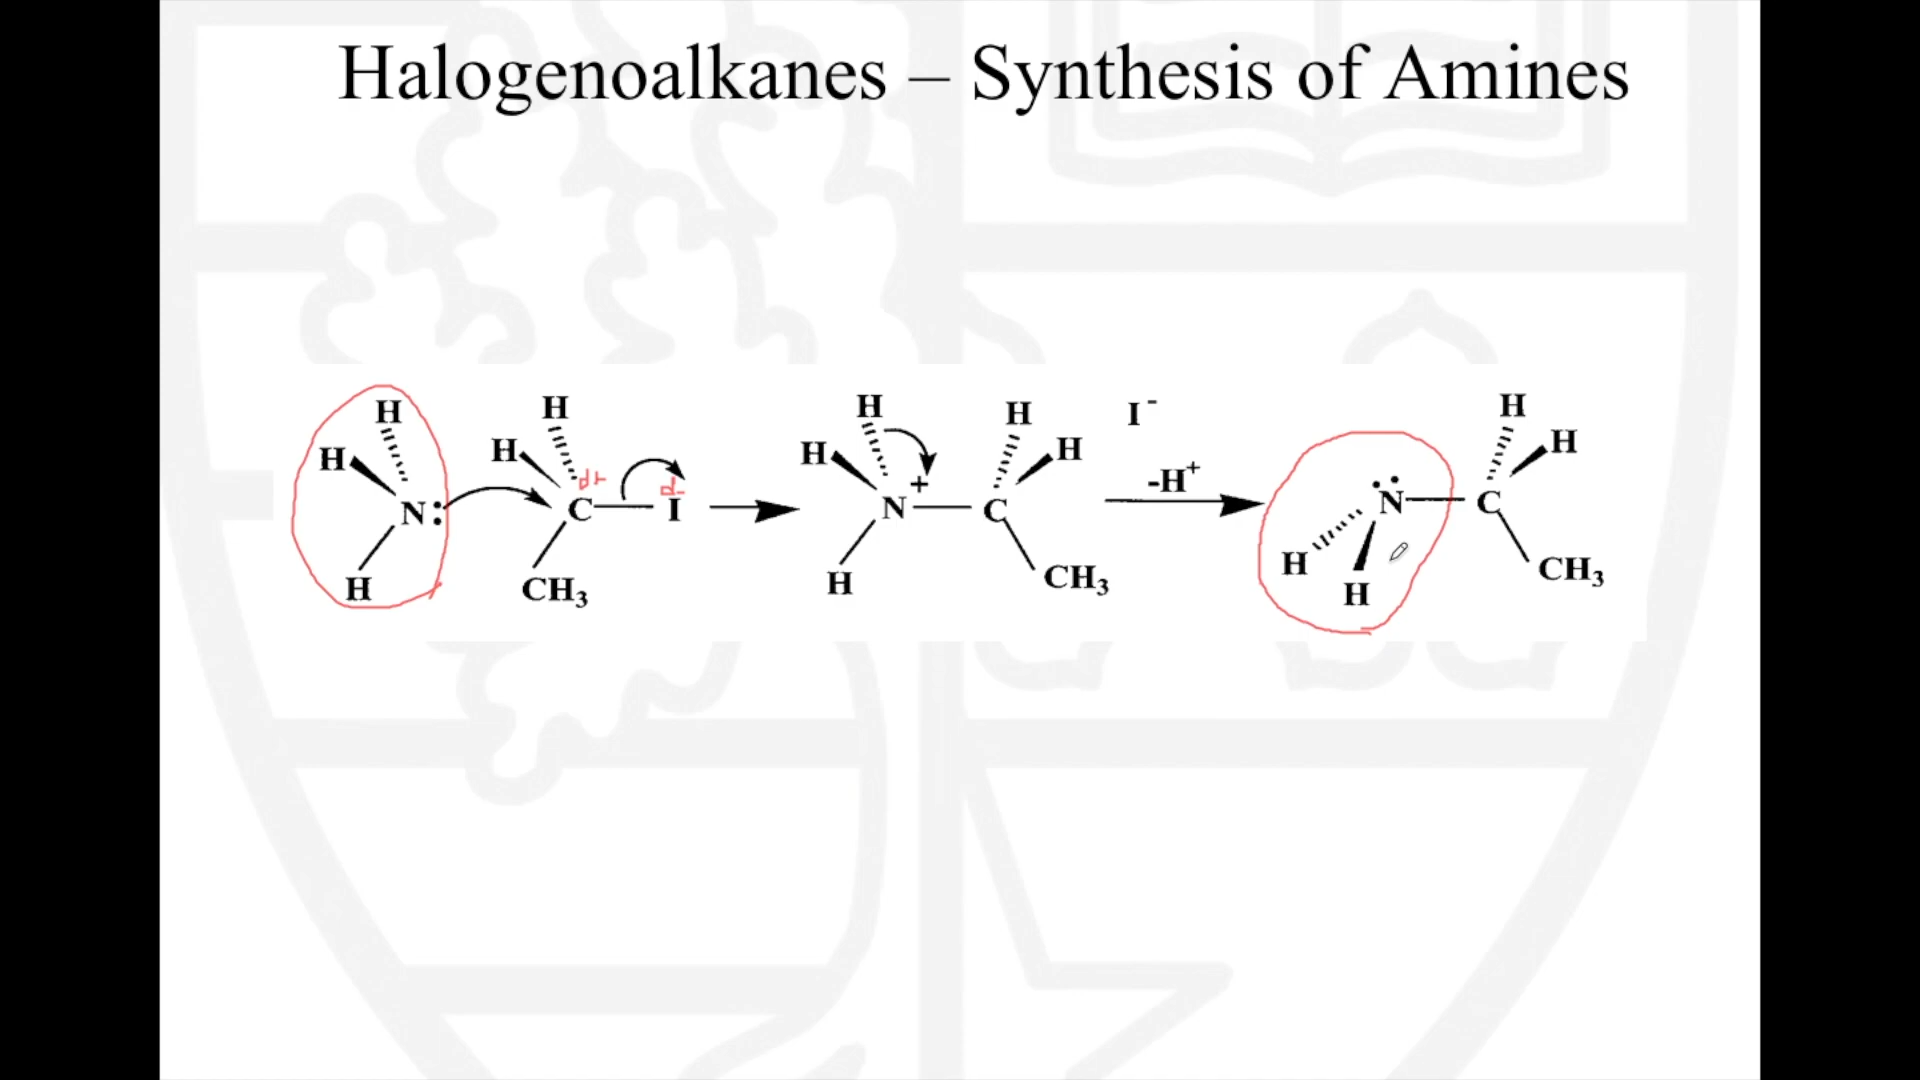 Halogenoalkanes – Synthesis of Amines
H H H H I - H
H H H H H
d+ d- -H+
N: C I N + C N C
H CH3 H CH3 H H CH3